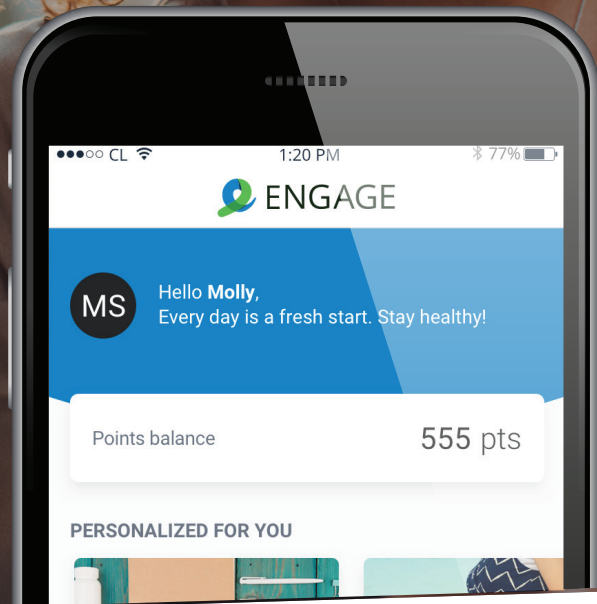 CL 1:20 PM 77%
ENGAGE
MS
Hello Molly,
Every day is a fresh start. Stay healthy!
Points balance 555 pts
PERSONALIZED FOR YOU